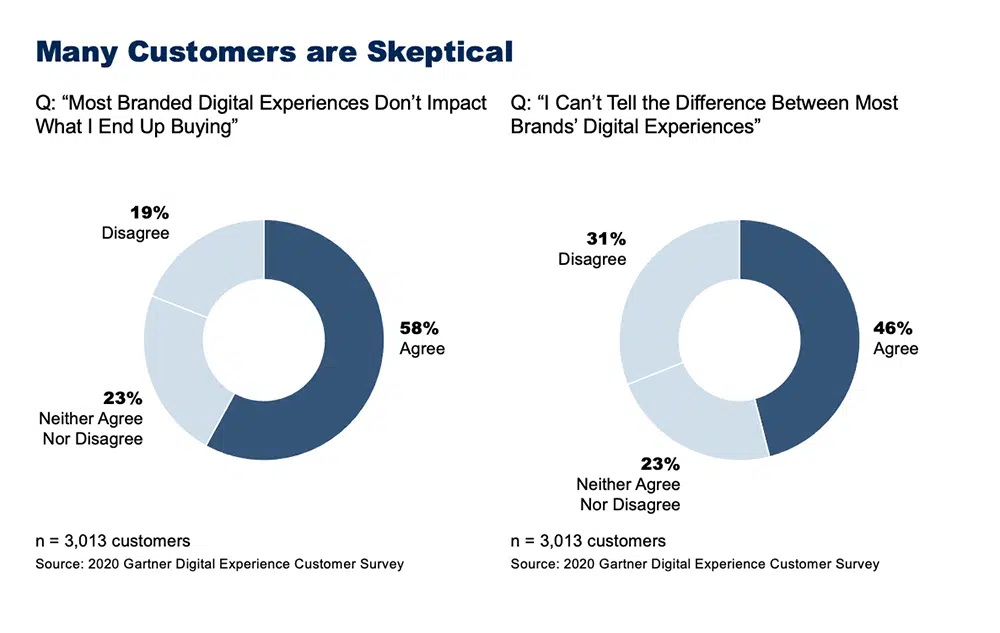 Many Customers are Skeptical
Q: “Most Branded Digital Experiences Don’t Impact
What I End Up Buying”
19%
Disagree
58%
Agree
23%
Neither Agree
Nor Disagree
n = 3,013 customers
Source: 2020 Gartner Digital Experience Customer Survey
Q: “I Can’t Tell the Difference Between Most
Brands’ Digital Experiences”
31%
Disagree
46%
Agree
23%
Neither Agree
Nor Disagree
n = 3,013 customers
Source: 2020 Gartner Digital Experience Customer Survey